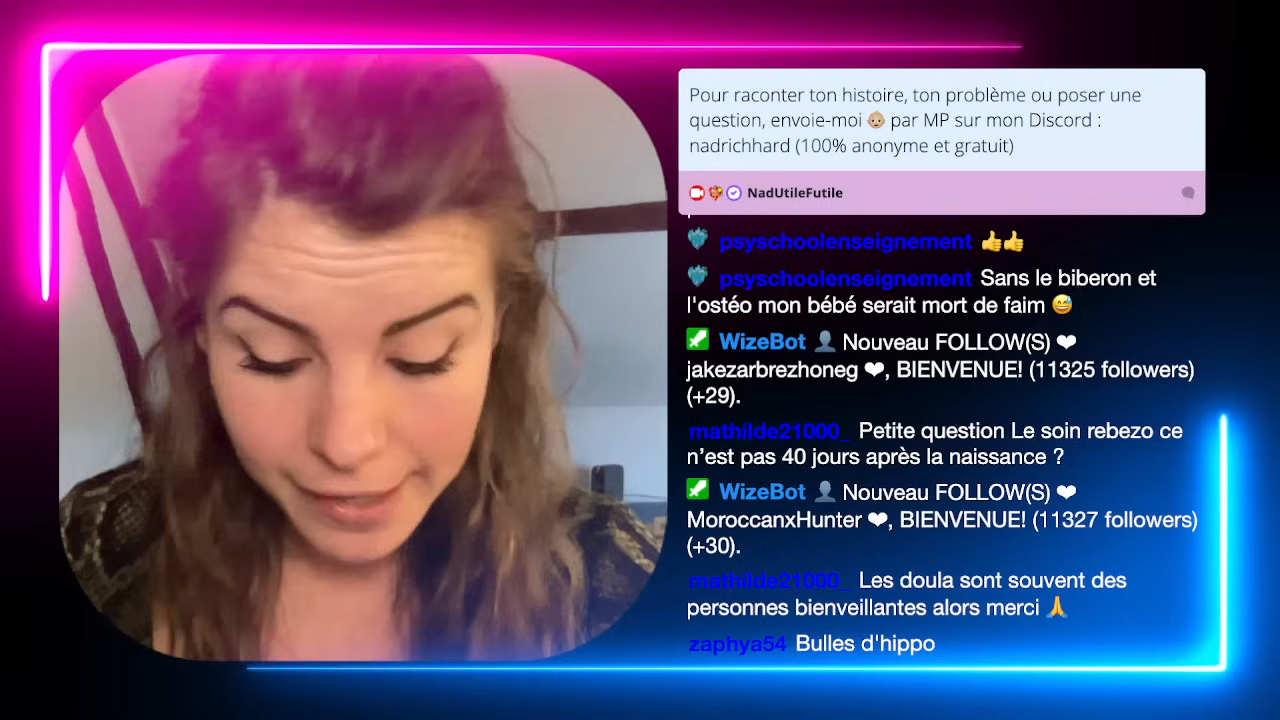 Pour raconter ton histoire, ton problème ou poser une
question, envoie-moi 👶🏼 par MP sur mon Discord :
nadrichhard (100% anonyme et gratuit)
NadUtileFutile
psyschoolenseignement 👍👍
psyschoolenseignement Sans le biberon et
l'ostéo mon bébé serait mort de faim 😅
WizeBot 👤 Nouveau FOLLOW(S) ❤
jakezarbrezhoneg ❤, BIENVENUE! (11325 followers)
(+29).
mathilde21000_ Petite question Le soin rebezo ce
n’est pas 40 jours après la naissance ?
WizeBot 👤 Nouveau FOLLOW(S) ❤
MoroccanxHunter ❤, BIENVENUE! (11327 followers)
(+30).
mathilde21000_ Les doula sont souvent des
personnes bienveillantes alors merci 🙏
zaphya54 Bulles d'hippo